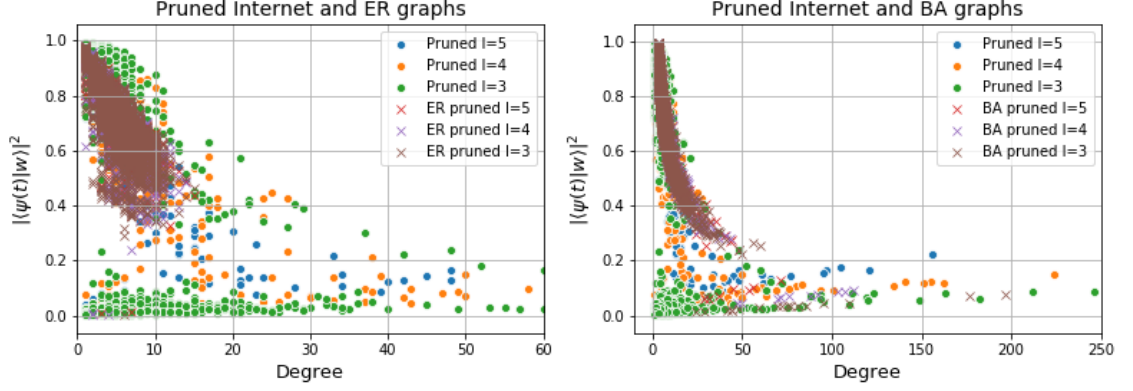 Pruned Internet and ER graphs
|⟨ψ(t)|w⟩|²
1.0
0.8
0.6
0.4
0.2
0.0
Pruned l=5
Pruned l=4
Pruned l=3
ER pruned l=5
ER pruned l=4
ER pruned l=3
0 10 20 30 40 50 60
Degree
Pruned Internet and BA graphs
|⟨ψ(t)|w⟩|²
1.0
0.8
0.6
0.4
0.2
0.0
Pruned l=5
Pruned l=4
Pruned l=3
BA pruned l=5
BA pruned l=4
BA pruned l=3
0 50 100 150 200 250
Degree